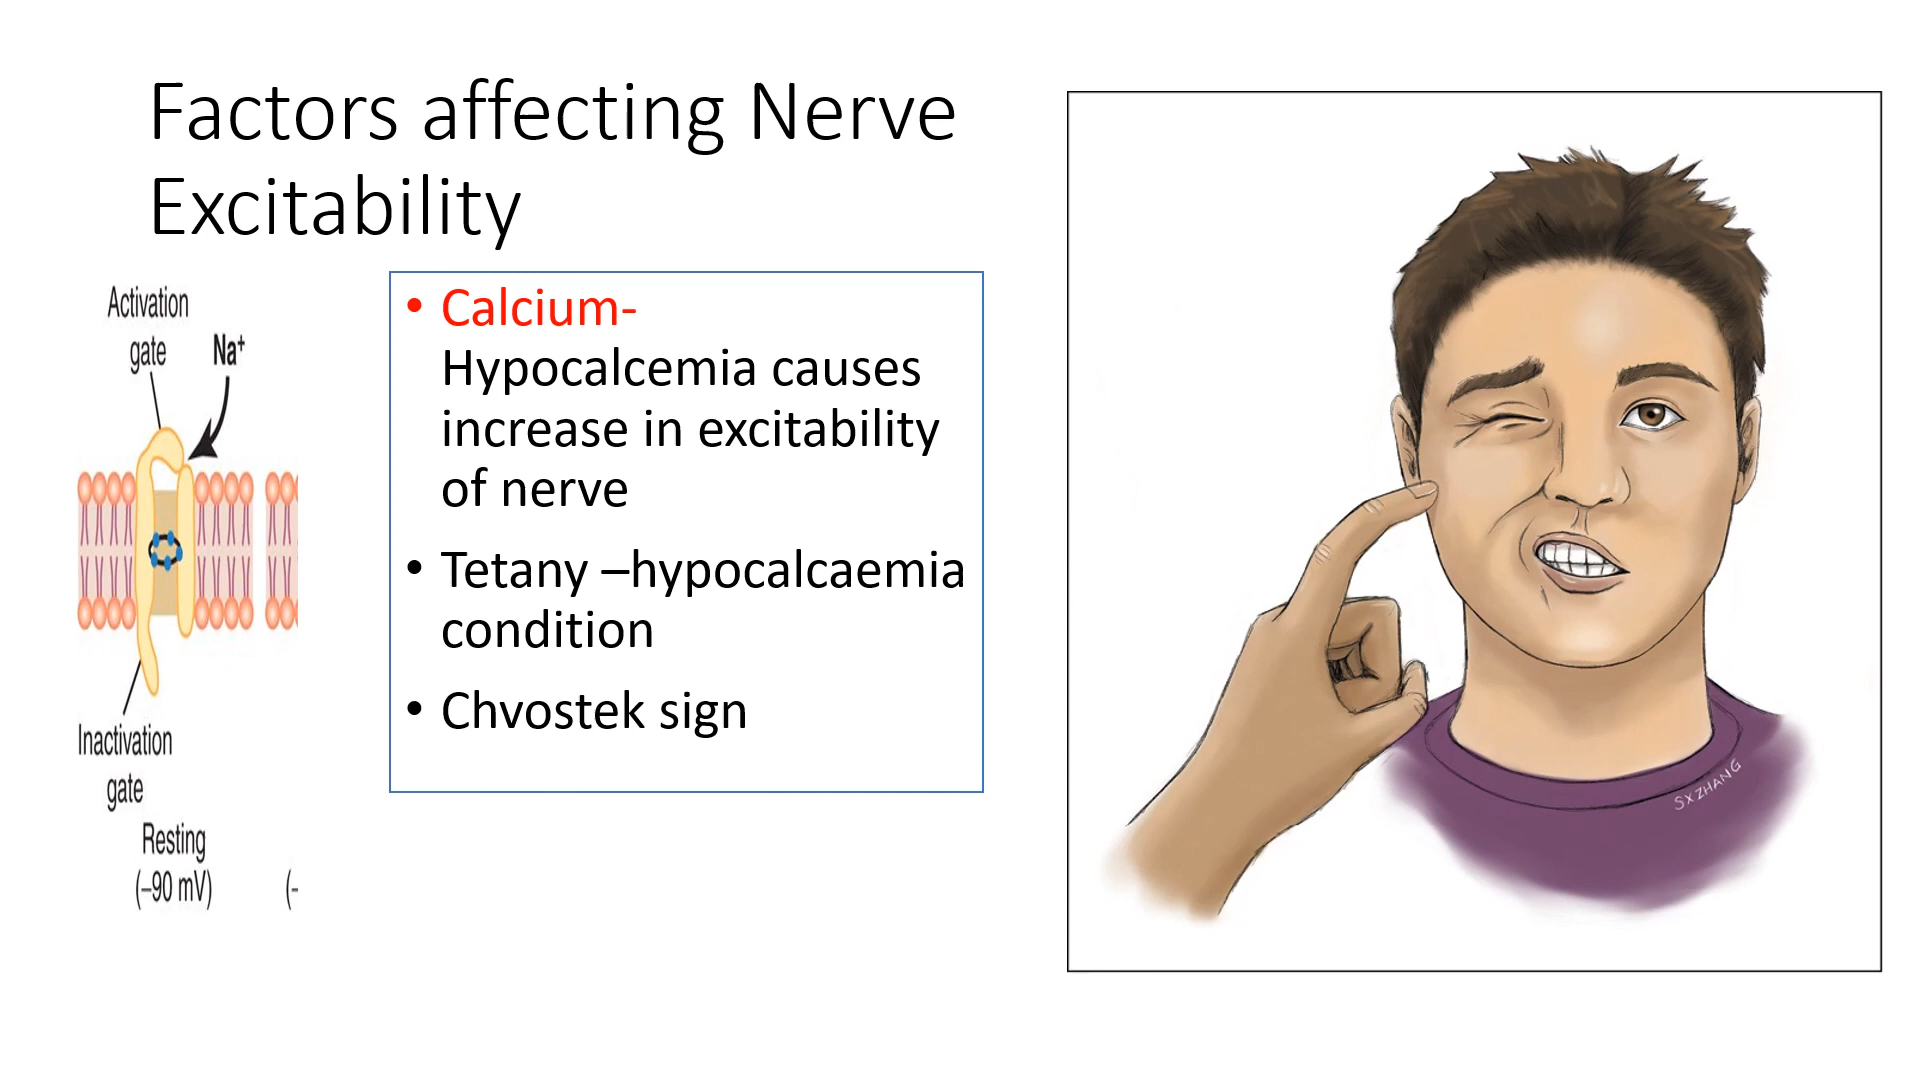 Factors affecting Nerve
Excitability
Activation
gate
Na⁺
Inactivation
gate
Resting
(–90 mV)
(–
• Calcium-
Hypocalcemia causes
increase in excitability
of nerve
• Tetany –hypocalcaemia
condition
• Chvostek sign
SXZHANG